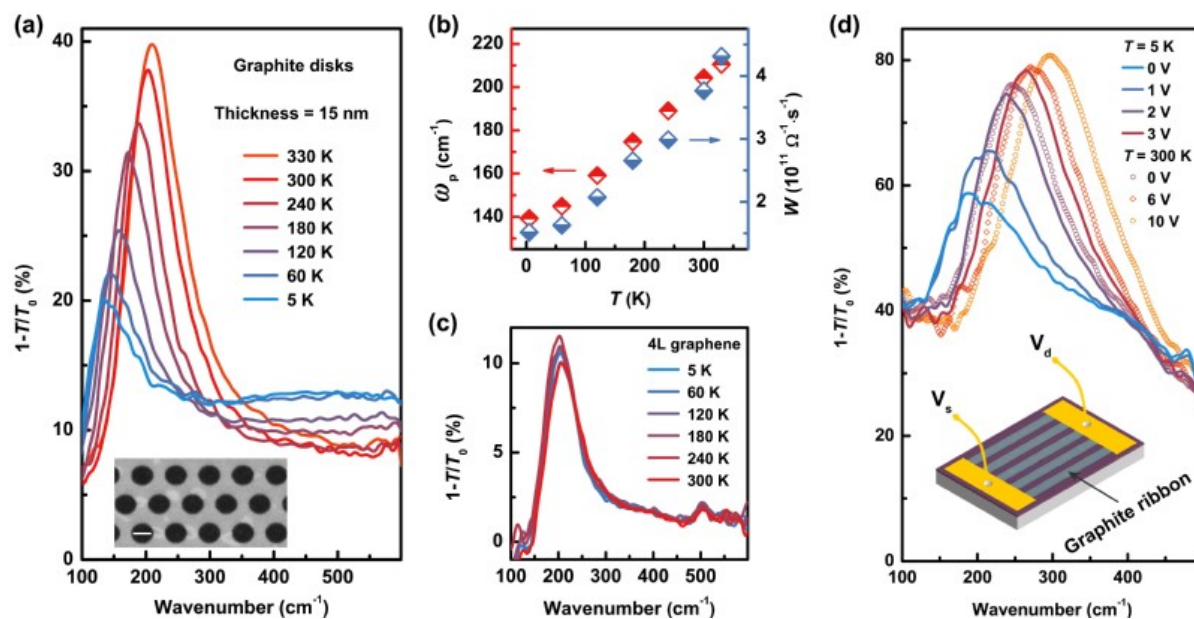 (a)
Graphite disks
Thickness = 15 nm
330 K
300 K
240 K
180 K
120 K
60 K
5 K
1-T/T0 (%)
40
30
20
10
0
100 200 300 400 500
Wavenumber (cm-1)
(b)
ωp (cm-1)
220
200
180
160
140
W (10^11 Ω-1·s-1)
4
3
2
0 100 200 300
T (K)
(c)
4L graphene
5 K
60 K
120 K
180 K
240 K
300 K
1-T/T0 (%)
10
5
0
100 200 300 400 500
Wavenumber (cm-1)
(d)
T = 5 K
0 V
1 V
2 V
3 V
T = 300 K
0 V
6 V
10 V
1-T/T0 (%)
80
60
40
20
0
Vd
Vs
Graphite ribbon
100 200 300 400
Wavenumber (cm-1)